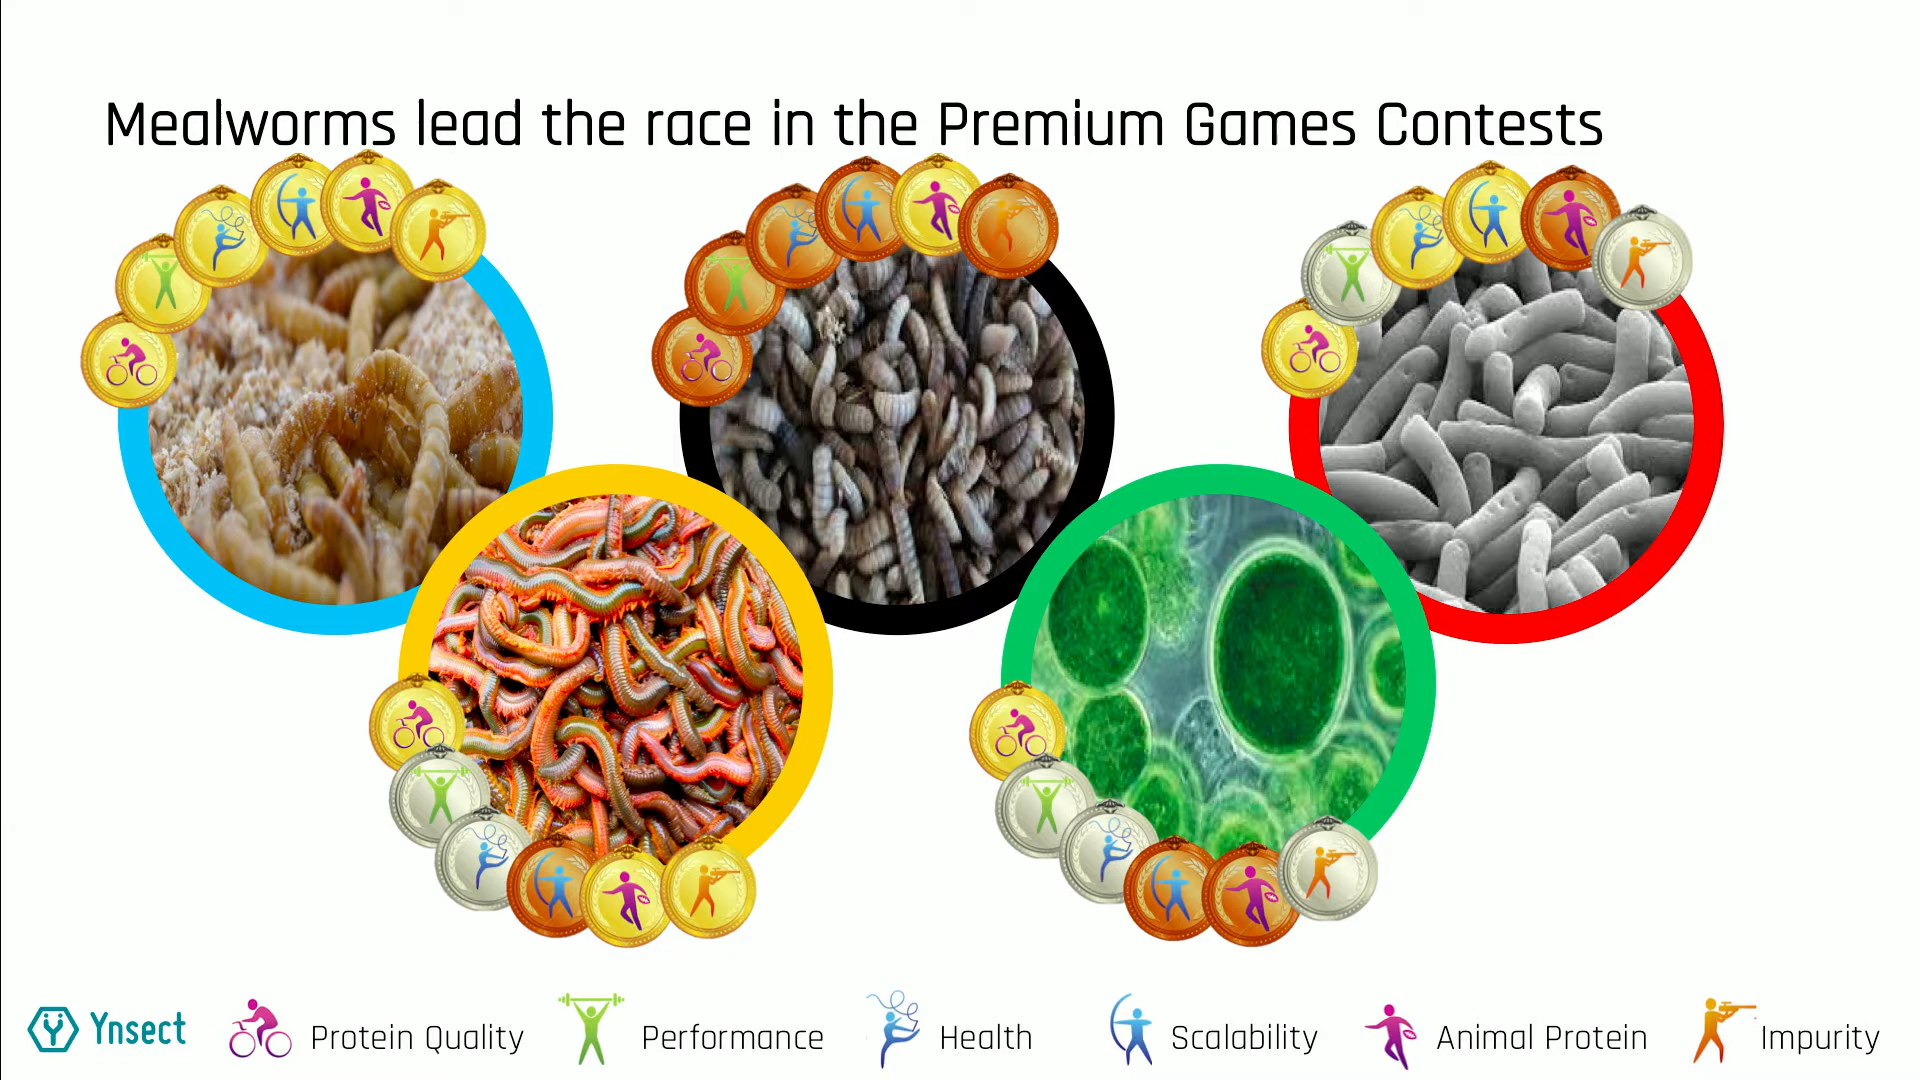 Mealworms lead the race in the Premium Games Contests
Ynsect
Protein Quality
Performance
Health
Scalability
Animal Protein
Impurity